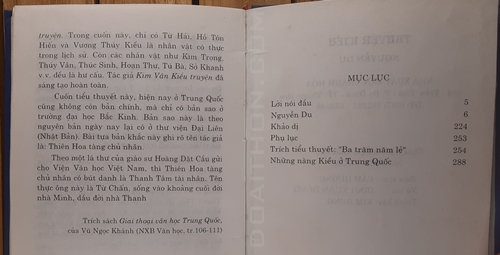 truyện. Trong cuốn này, chỉ có Từ Hải, Hồ Tôn
Hiến và Vương Thúy Kiều là nhân vật có thực
trong lịch sử. Còn các nhân vật như Kim Trọng,
Thúy Vân, Thúc Sinh, Hoạn Thư, Tú Bà, Sở Khanh
v.v. đều là hư cấu. Tác giả Kim Vân Kiều truyện đã
sáng tạo hoàn toàn.
Cuốn tiểu thuyết này, hiện nay ở Trung Quốc
cũng không còn bản chính, mà chỉ có bản sao ở
trường đại học Bắc Kinh. Bản sao này là theo
nguyên bản ngày nay lại có ở thư viện Đại Liên
(Nhật Bản). Bài tựa bản khắc này ghi rõ tên tác giả
là: Thiên Hoa tàng chủ nhân.
Theo một lá thư của giáo sư Hoàng Dật Cầu gửi
cho Viện Văn học Việt Nam, thì Thiên Hoa tàng
chủ nhân có bút danh là Thanh Tâm tài nhân. Tên
thực ông này là Từ Chấn, sống vào khoảng cuối đời
nhà Minh, đầu đời nhà Thanh
Trích sách Giai thoại văn học Trung Quốc,
của Vũ Ngọc Khánh (NXB Văn học, tr.106-111)
MỤC LỤC
Lời nói đầu 5
Nguyễn Du 6
Khảo dị 224
Phụ lục 253
Trích tiểu thuyết: "Ba trăm năm lẻ" 254
Những nàng Kiều ở Trung Quốc 288
DOAITHON.COM